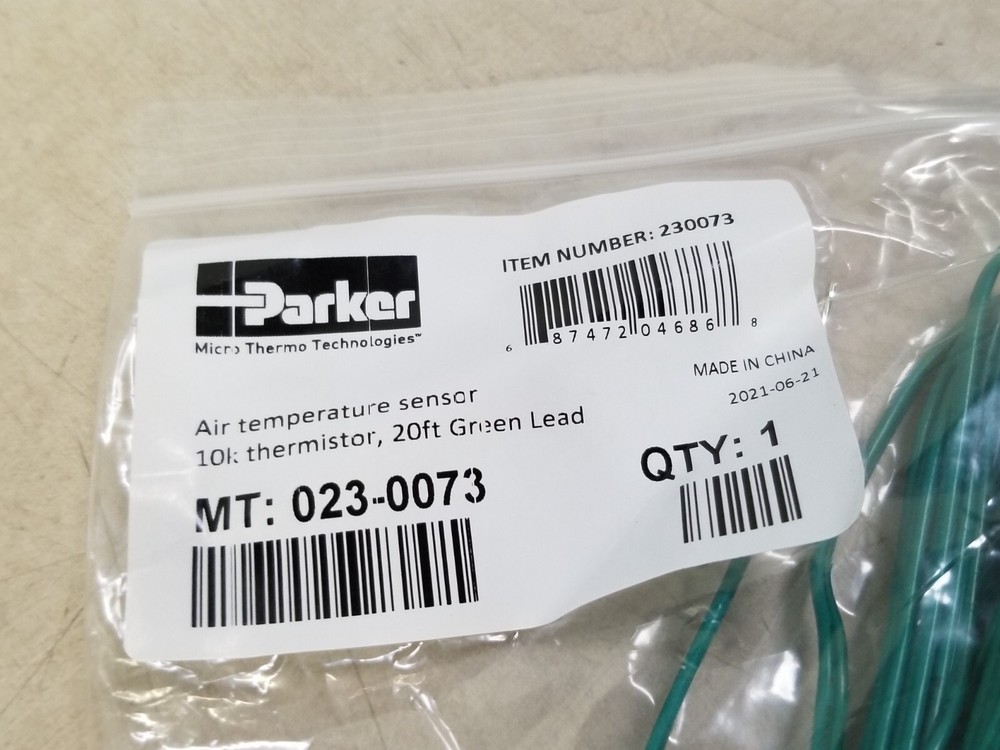 Parker
Micro Thermo Technologies™
ITEM NUMBER: 230073
6 87472 04686 8
MADE IN CHINA
2021-06-21
Air temperature sensor
10k thermistor, 20ft Green Lead
MT: 023-0073
QTY: 1